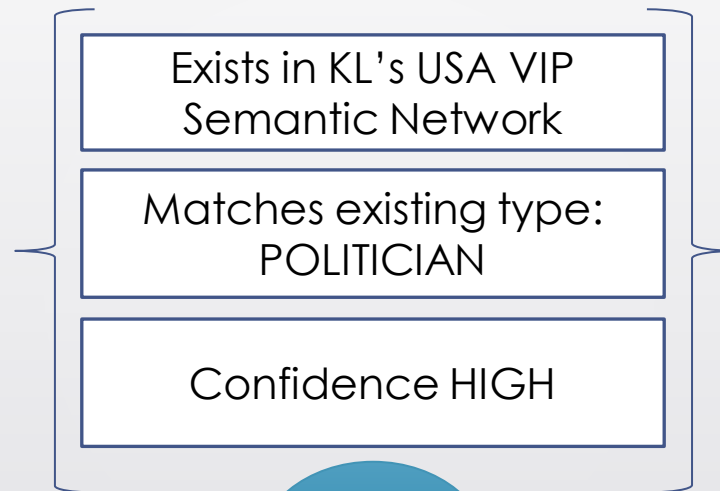 Exists in KL’s USA VIP
Semantic Network
Matches existing type:
POLITICIAN
Confidence HIGH